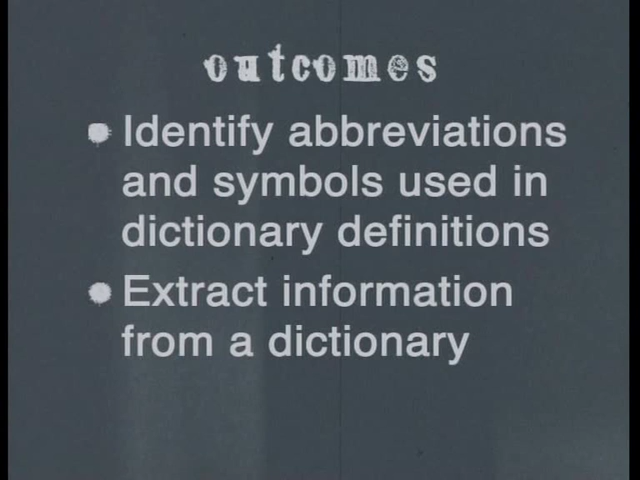 outcomes
Identify abbreviations
and symbols used in
dictionary definitions
Extract information
from a dictionary